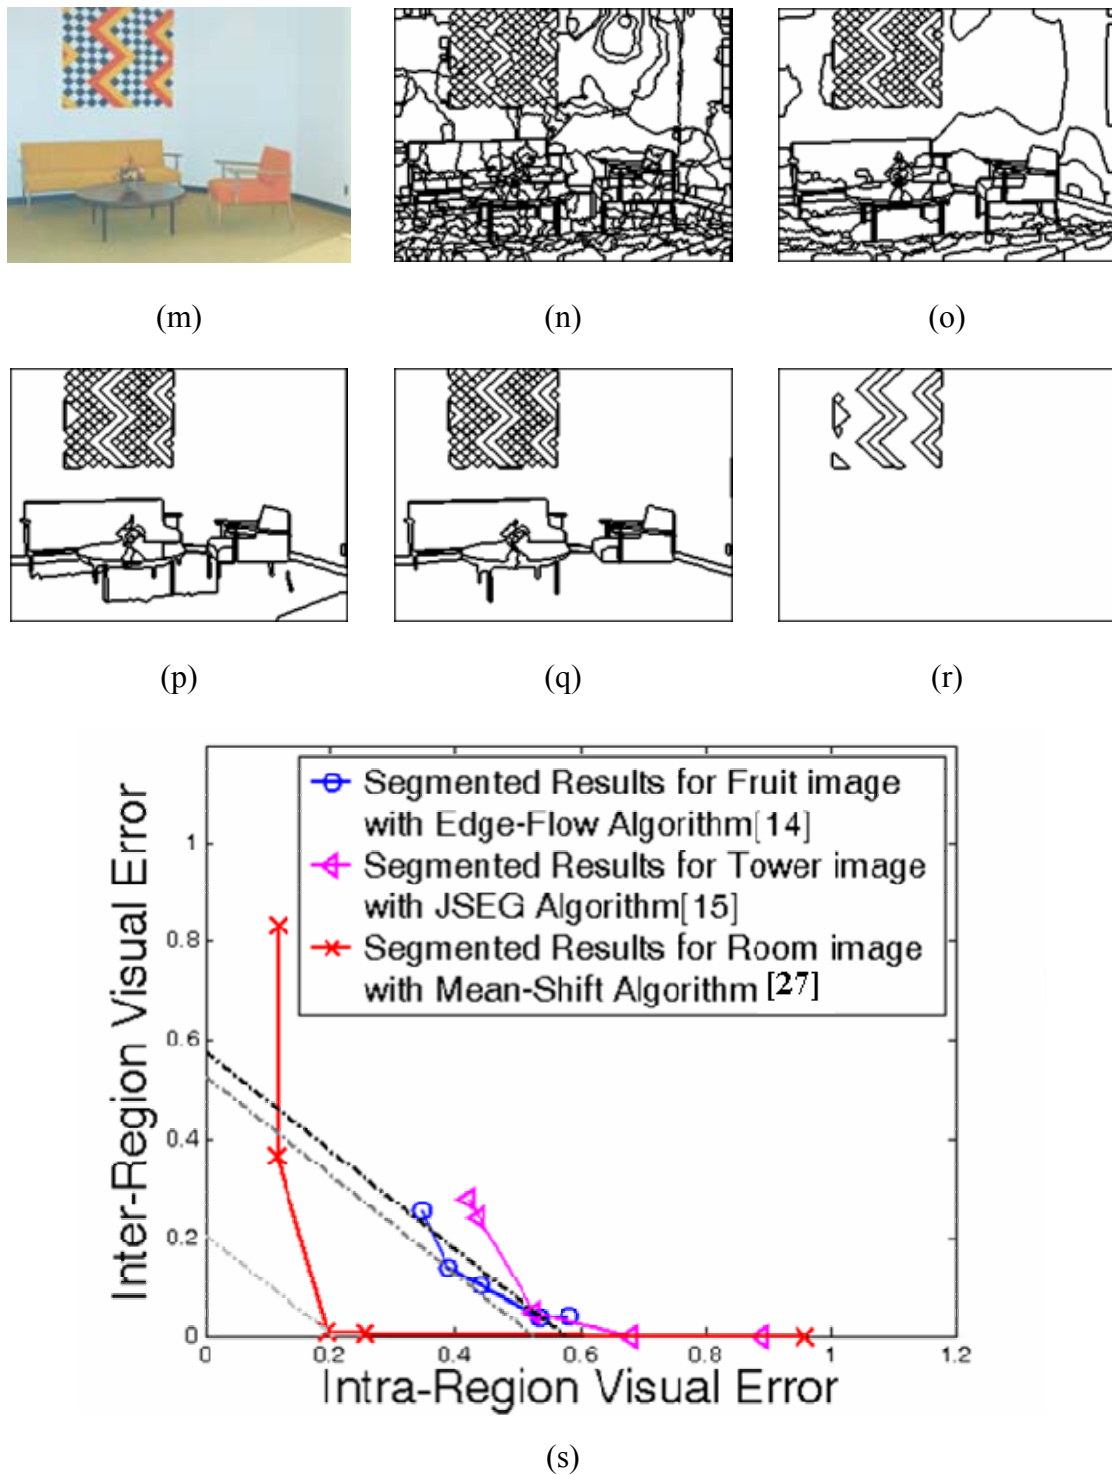 (m)
(n)
(o)
(p)
(q)
(r)
Segmented Results for Fruit image
with Edge-Flow Algorithm[14]
Segmented Results for Tower image
with JSEG Algorithm[15]
Segmented Results for Room image
with Mean-Shift Algorithm [27]
Inter-Region Visual Error
1
0.8
0.6
0.4
0.2
0
0 0.2 0.4 0.6 0.8 1 1.2
Intra-Region Visual Error
(s)